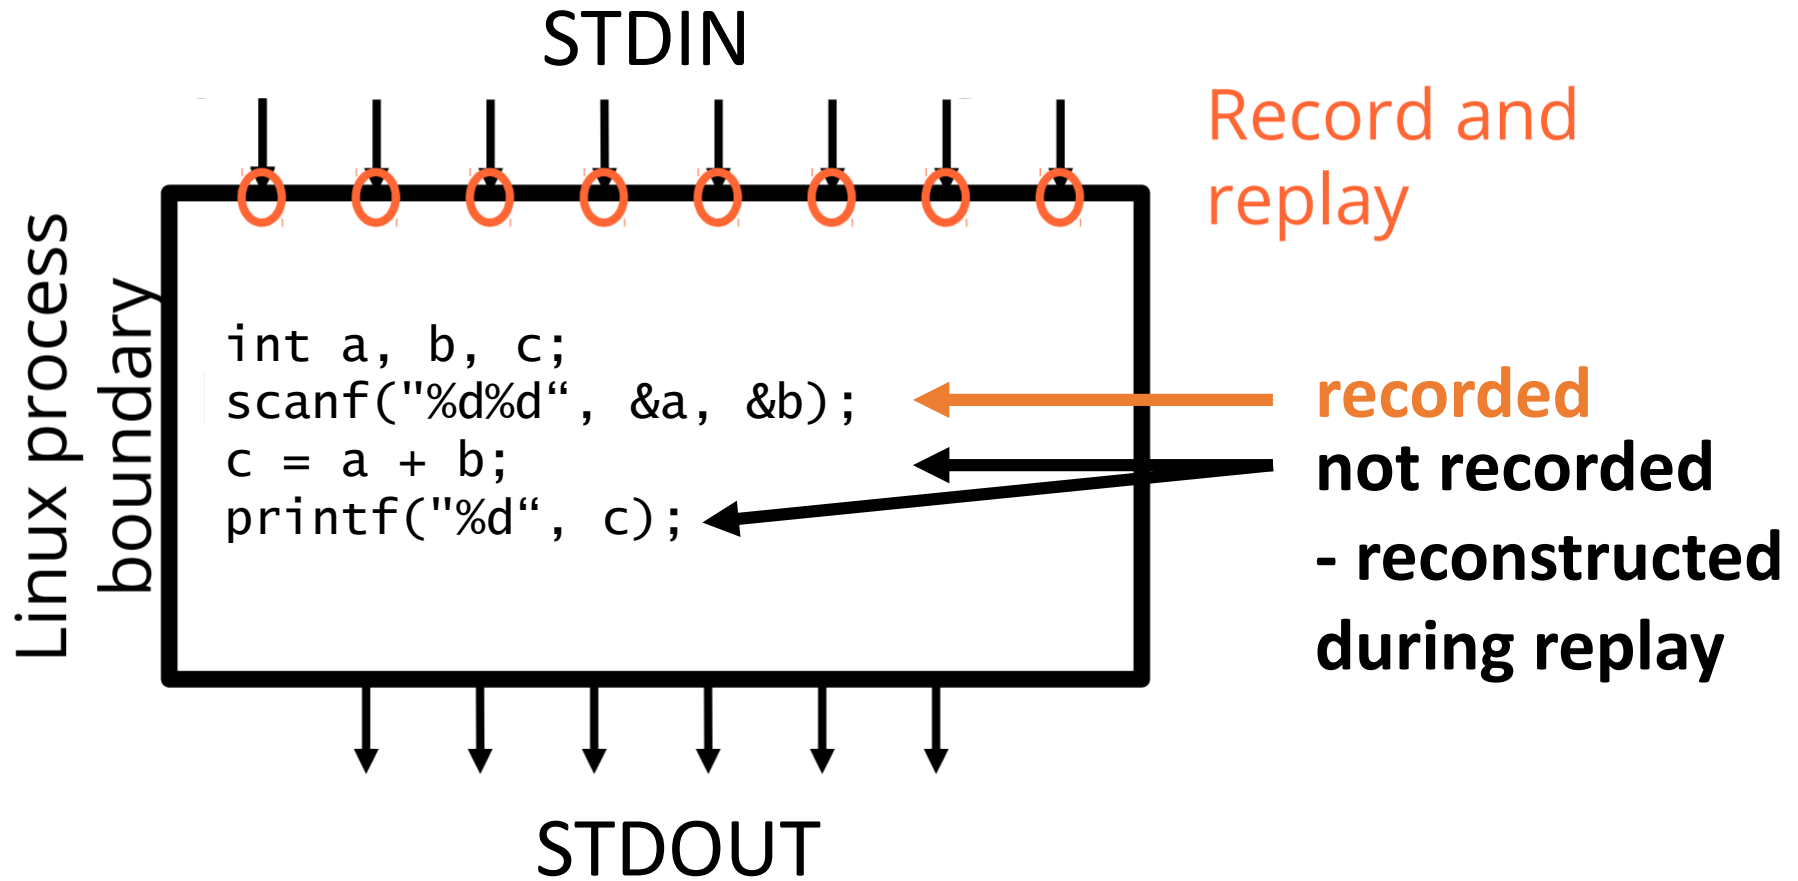 STDIN
Record and
replay
Linux process
boundary
int a, b, c;
scanf("%d%d“, &a, &b);
c = a + b;
printf("%d“, c);
recorded
not recorded
- reconstructed
during replay
STDOUT